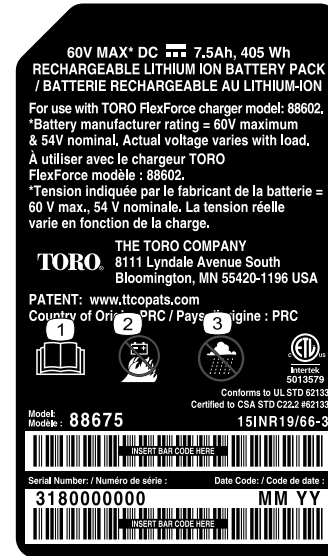 60V MAX* DC 7.5Ah, 405 Wh
RECHARGEABLE LITHIUM ION BATTERY PACK
/ BATTERIE RECHARGEABLE AU LITHIUM-ION
For use with TORO FlexForce charger model: 88602.
*Battery manufacturer rating = 60V maximum
& 54V nominal. Actual voltage varies with load.
À utiliser avec le chargeur TORO
FlexForce modèle : 88602.
*Tension indiquée par le fabricant de la batterie =
60 V max., 54 V nominale. La tension réelle
varie en fonction de la charge.
TORO.
THE TORO COMPANY
8111 Lyndale Avenue South
Bloomington, MN 55420-1196 USA
PATENT: www.ttcopats.com
Country of Origin: PRC / Pays d'origine : PRC
1 2 3
c ETL us
Intertek
5013579
Conforms to UL STD 62133
Certified to CSA STD C22.2 #62133
Model:
Modèle : 88675 15INR19/66-3
INSERT BAR CODE HERE
Serial Number: / Numéro de série : Date Code: / Code de date :
3180000000 MM YY
INSERT BAR CODE HERE